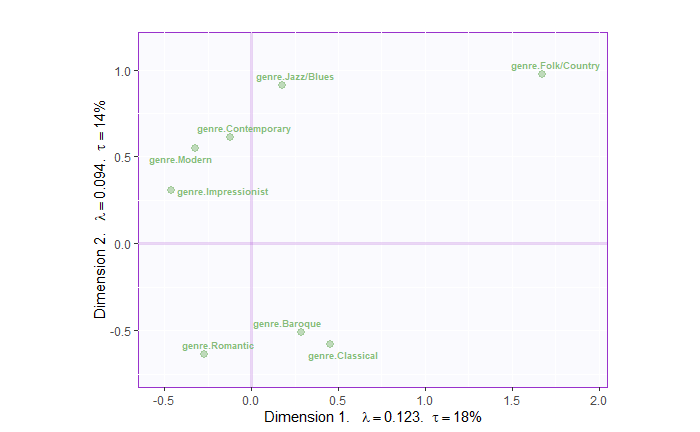 genre.Folk/Country
1.0
genre.Jazz/Blues
genre.Contemporary
0.5
genre.Modern
genre.Impressionist
0.0
genre.Baroque
-0.5
genre.Romantic
genre.Classical
-0.5 0.0 0.5 1.0 1.5 2.0
Dimension 1. λ = 0.123. τ = 18%
Dimension 2. λ = 0.094. τ = 14%